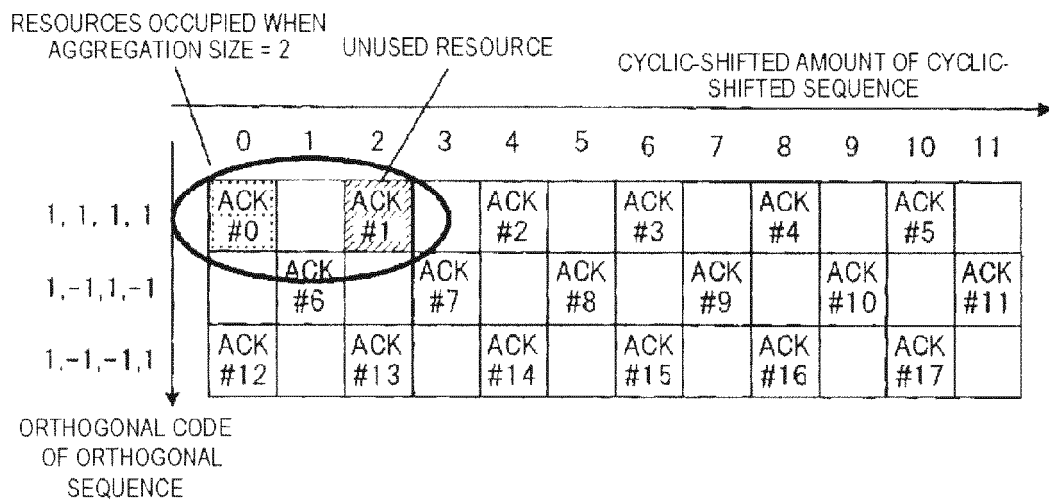 RESOURCES OCCUPIED WHEN
AGGREGATION SIZE = 2
UNUSED RESOURCE
CYCLIC-SHIFTED AMOUNT OF CYCLIC-
SHIFTED SEQUENCE
0 1 2 3 4 5 6 7 8 9 10 11
1, 1, 1, 1
ACK ACK ACK ACK ACK ACK
#0 #1 #2 #3 #4 #5
1,-1,1,-1
ACK ACK ACK ACK ACK ACK
#6 #7 #8 #9 #10 #11
1,-1,-1,1
ACK ACK ACK ACK ACK ACK
#12 #13 #14 #15 #16 #17
ORTHOGONAL CODE
OF ORTHOGONAL
SEQUENCE